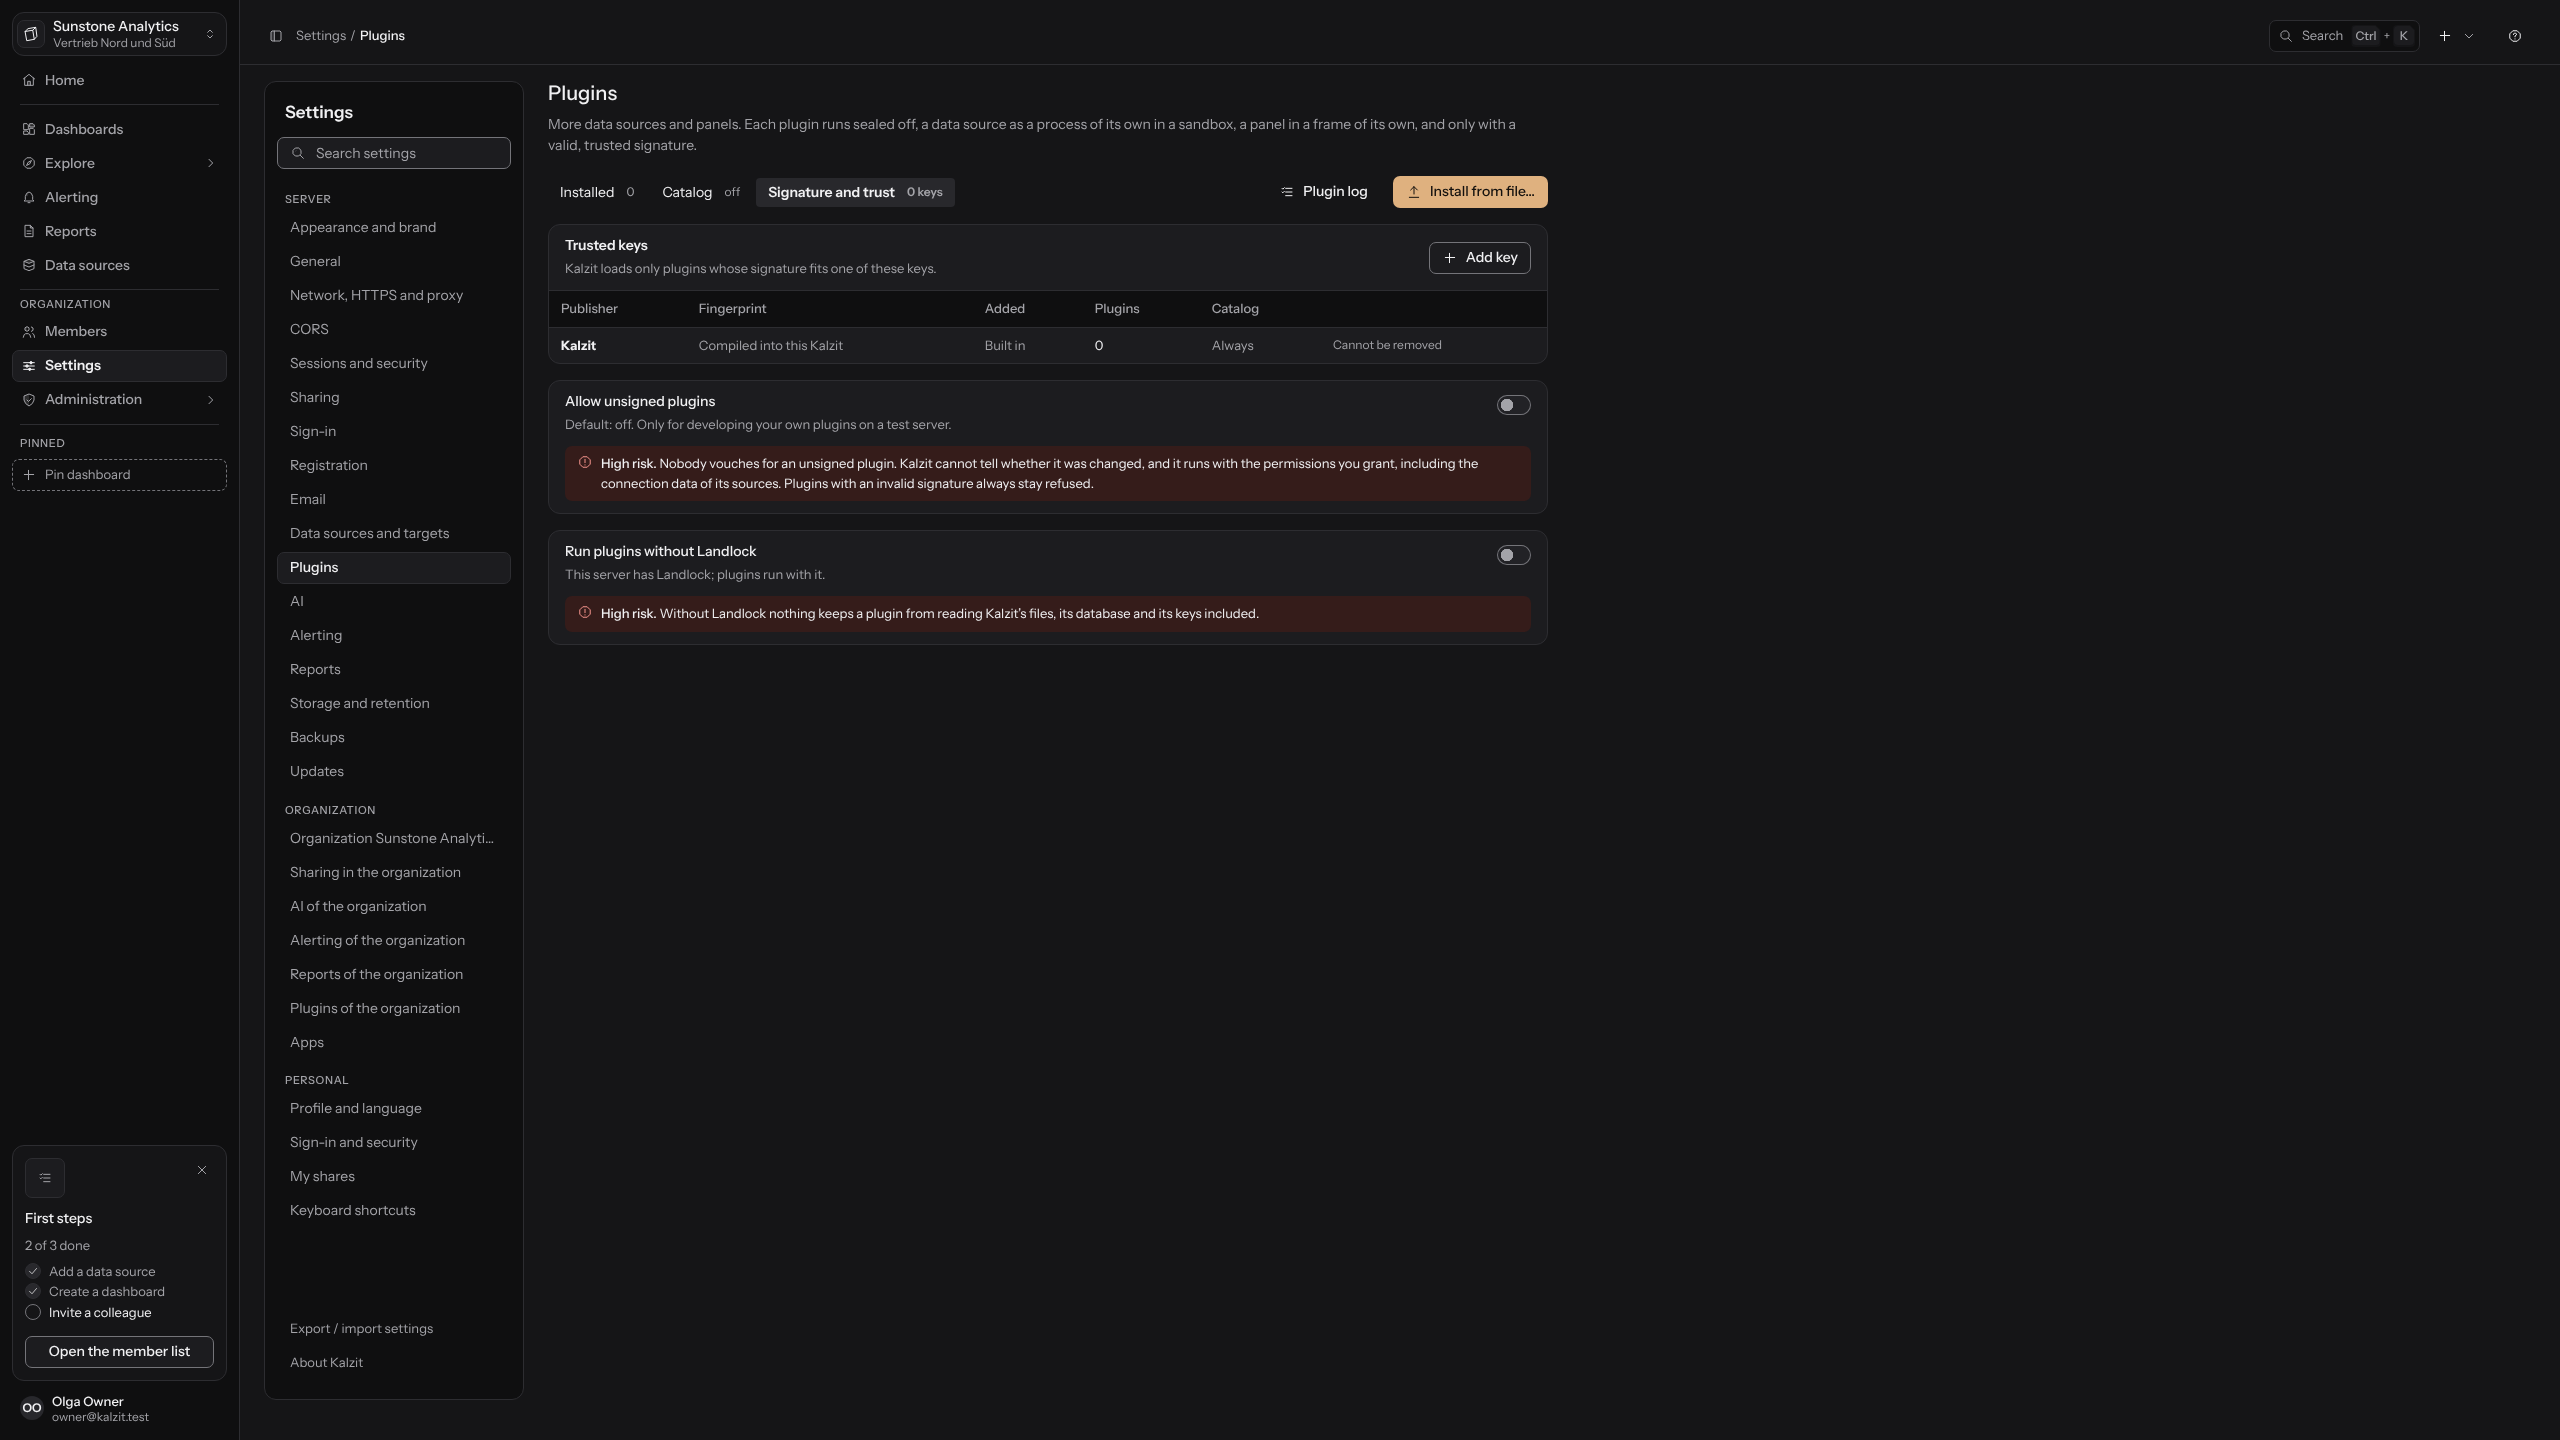 Sunstone Analytics
Vertrieb Nord und Süd
Home
Dashboards
Explore
Alerting
Reports
Data sources
ORGANIZATION
Members
Settings
Administration
PINNED
Pin dashboard
First steps
2 of 3 done
Add a data source
Create a dashboard
Invite a colleague
Open the member list
OO
Olga Owner
owner@kalzit.test
Settings / Plugins
Search Ctrl + K
Settings
Search settings
SERVER
Appearance and brand
General
Network, HTTPS and proxy
CORS
Sessions and security
Sharing
Sign-in
Registration
Email
Data sources and targets
Plugins
AI
Alerting
Reports
Storage and retention
Backups
Updates
ORGANIZATION
Organization Sunstone Analyti...
Sharing in the organization
AI of the organization
Alerting of the organization
Reports of the organization
Plugins of the organization
Apps
PERSONAL
Profile and language
Sign-in and security
My shares
Keyboard shortcuts
Export / import settings
About Kalzit
Plugins
More data sources and panels. Each plugin runs sealed off, a data source as a process of its own in a sandbox, a panel in a frame of its own, and only with a
valid, trusted signature.
Installed 0 Catalog off Signature and trust 0 keys
Plugin log
Install from file...
Trusted keys
Kalzit loads only plugins whose signature fits one of these keys.
Add key
Publisher Fingerprint Added Plugins Catalog
Kalzit Compiled into this Kalzit Built in 0 Always Cannot be removed
Allow unsigned plugins
Default: off. Only for developing your own plugins on a test server.
High risk. Nobody vouches for an unsigned plugin. Kalzit cannot tell whether it was changed, and it runs with the permissions you grant, including the
connection data of its sources. Plugins with an invalid signature always stay refused.
Run plugins without Landlock
This server has Landlock; plugins run with it.
High risk. Without Landlock nothing keeps a plugin from reading Kalzit's files, its database and its keys included.